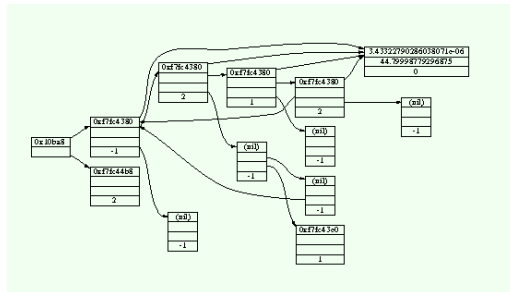 3.43322790286038071e-06
44.79998779296875
0
0xf7fc4380
2
0xf7fc4380
1
0xf7fc4380
2
(nil)
-1
0xf7fc4380
-1
(nil)
-1
0x10ba8
(nil)
-1
0xf7fc44b8
2
(nil)
-1
(nil)
-1
0xf7fc43e0
1